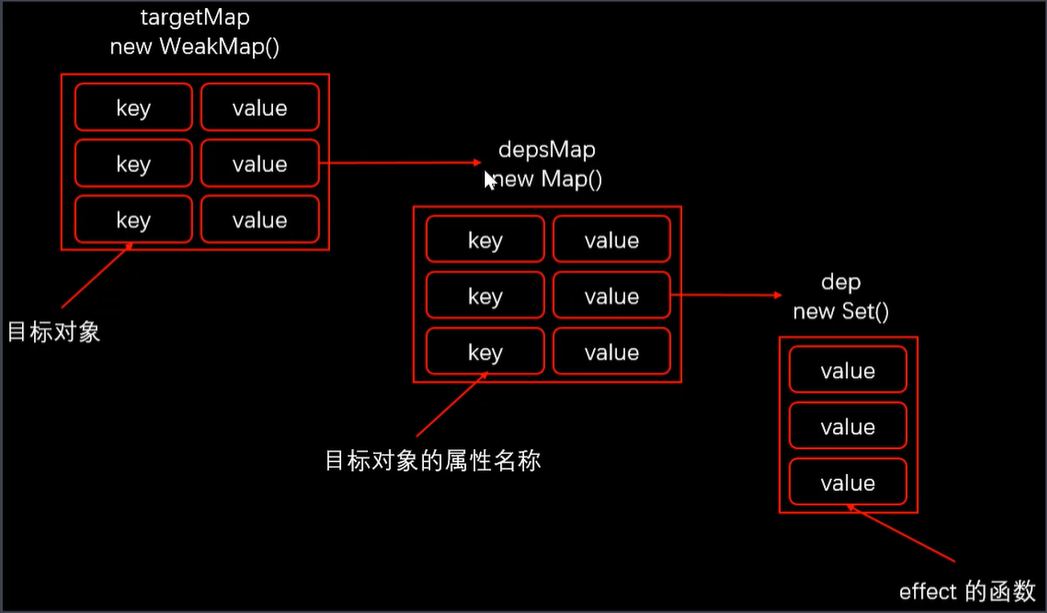 targetMap
new WeakMap()
key value
key value
key value
目标对象
depsMap
new Map()
key value
key value
key value
目标对象的属性名称
dep
new Set()
value
value
value
effect 的函数